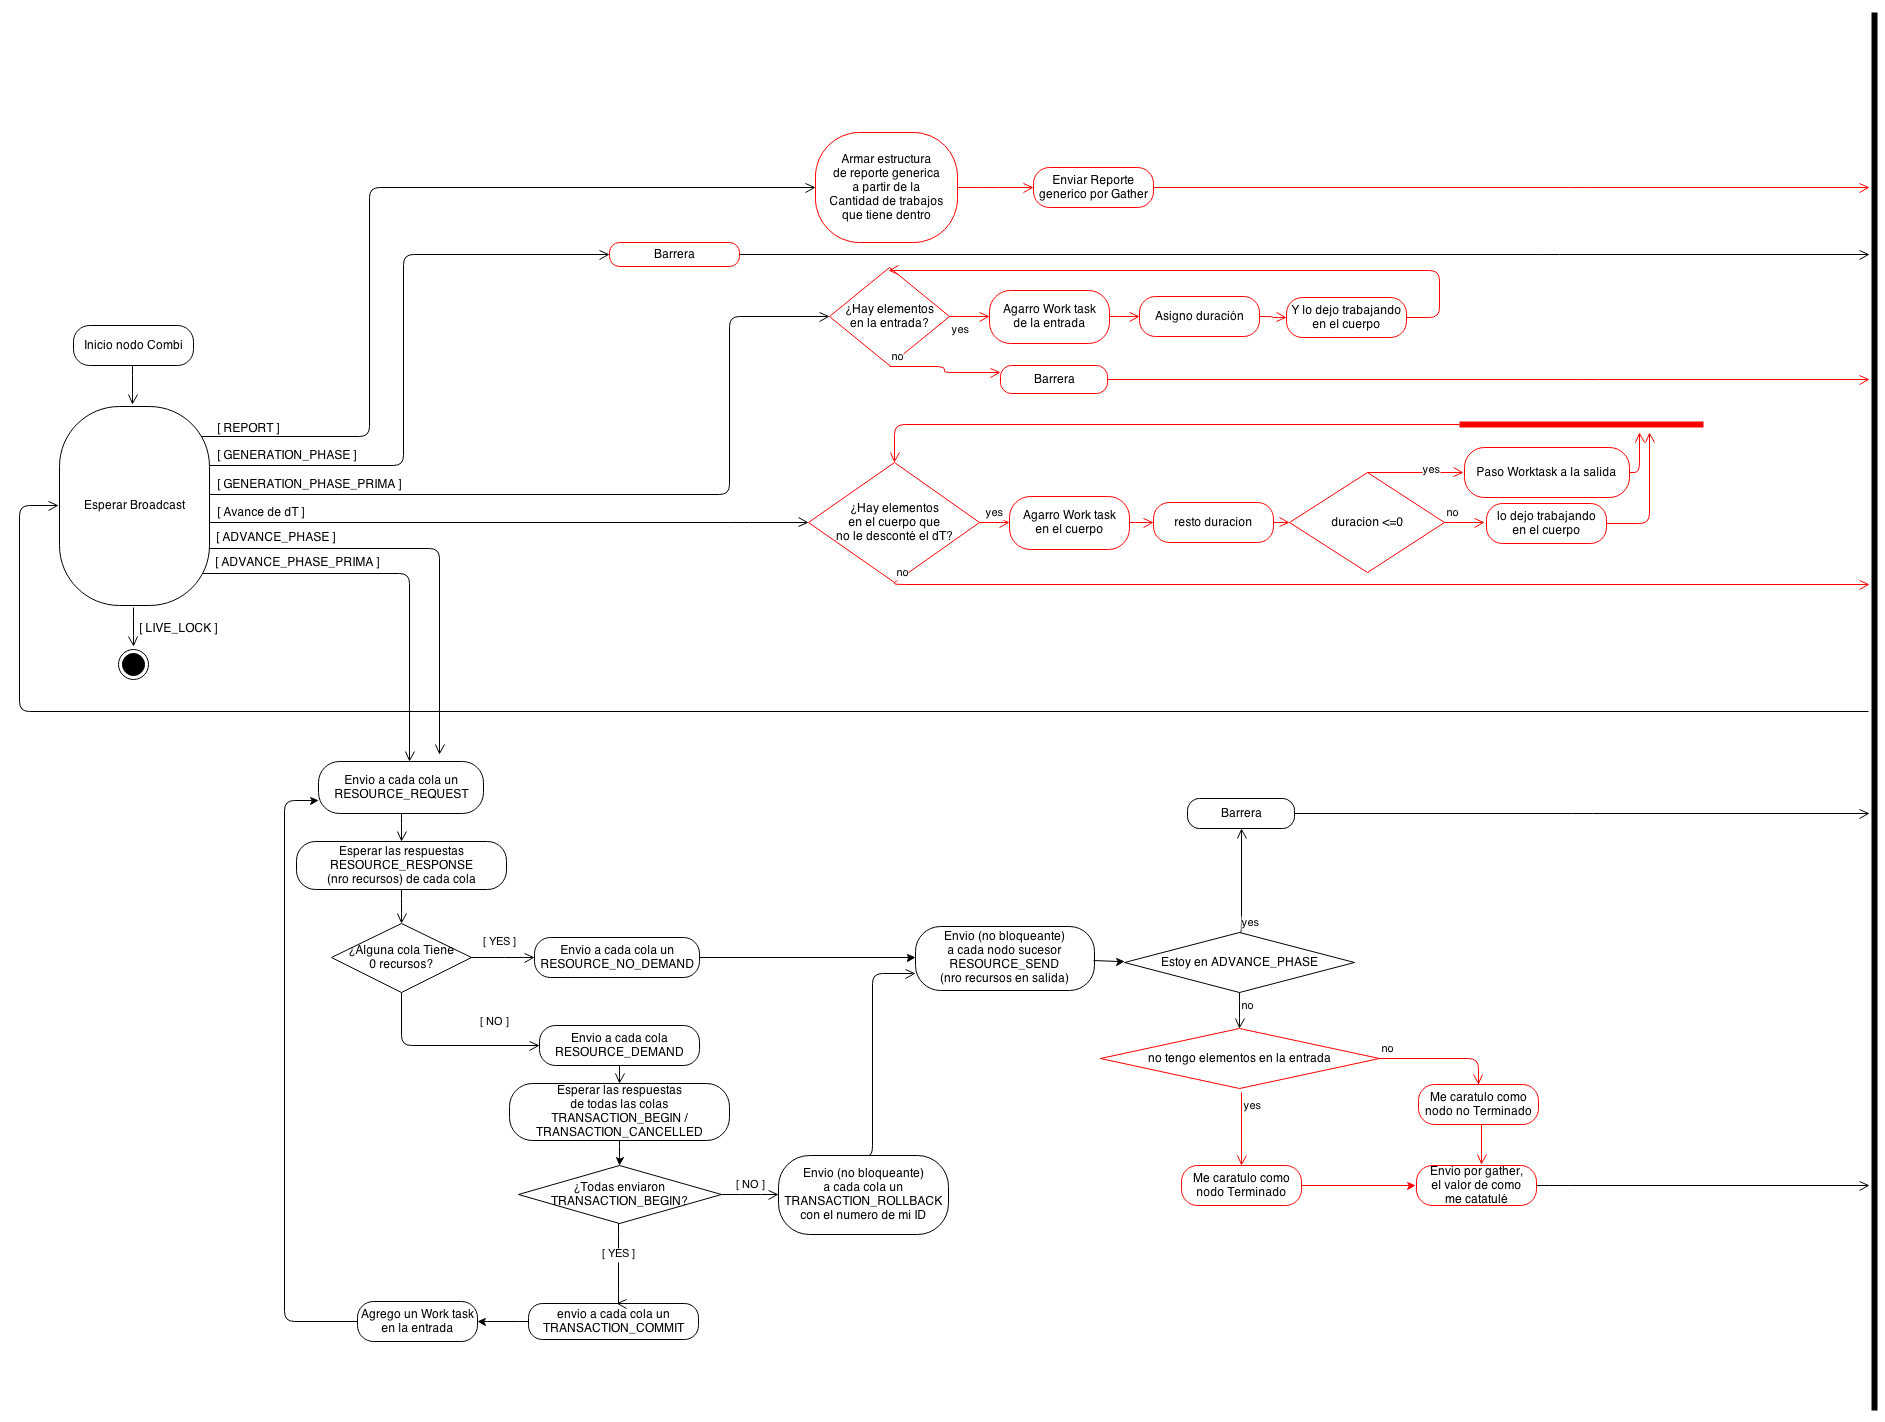 Armar estructura
de reporte generica
a partir de la
Cantidad de trabajos
que tiene dentro
Enviar Reporte
generico por Gather
Barrera
¿Hay elementos
en la entrada?
yes
no
Agarro Work task
de la entrada
Asigno duración
Y lo dejo trabajando
en el cuerpo
Barrera
Inicio nodo Combi
Esperar Broadcast
[ REPORT ]
[ GENERATION_PHASE ]
[ GENERATION_PHASE_PRIMA ]
[ Avance de dT ]
[ ADVANCE_PHASE ]
[ ADVANCE_PHASE_PRIMA ]
[ LIVE_LOCK ]
¿Hay elementos
en el cuerpo que
no le desconté el dT?
yes
no
Agarro Work task
en el cuerpo
resto duracion
duracion <=0
yes
Paso Worktask a la salida
no
lo dejo trabajando
en el cuerpo
Envio a cada cola un
RESOURCE_REQUEST
Esperar las respuestas
RESOURCE_RESPONSE
(nro recursos) de cada cola
¿Alguna cola Tiene
0 recursos?
[ YES ]
Envio a cada cola un
RESOURCE_NO_DEMAND
[ NO ]
Envio a cada cola
RESOURCE_DEMAND
Esperar las respuestas
de todas las colas
TRANSACTION_BEGIN /
TRANSACTION_CANCELLED
¿Todas enviaron
TRANSACTION_BEGIN?
[ NO ]
Envio (no bloqueante)
a cada cola un
TRANSACTION_ROLLBACK
con el numero de mi ID
[ YES ]
envio a cada cola un
TRANSACTION_COMMIT
Agrego un Work task
en la entrada
Envio (no bloqueante)
a cada nodo sucesor
RESOURCE_SEND
(nro recursos en salida)
Barrera
yes
Estoy en ADVANCE_PHASE
no
no tengo elementos en la entrada
no
yes
Me caratulo como
nodo no Terminado
Me caratulo como
nodo Terminado
Envio por gather,
el valor de como
me catatulé